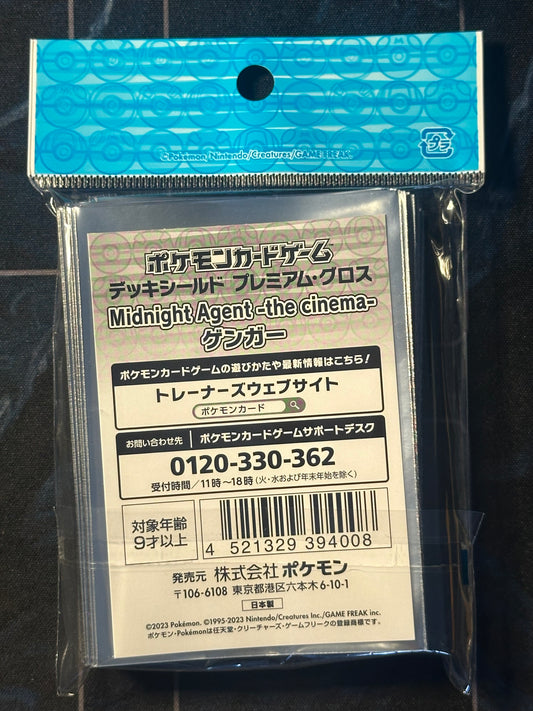 ©Pokémon, Nintendo/Creatures/GAME FREAK.
プラ
ポケモンカードゲーム
デッキシールド プレミアム・グロス
Midnight Agent -the cinema-
ゲンガー
ポケモンカードゲームの遊びかたや最新情報はこちら！
トレーナーズウェブサイト
ポケモンカード
お問い合わせ先 ポケモンカードゲームサポートデスク
0120-330-362
受付時間／11時〜18時（火・水および年末年始を除く）
対象年齢
9才以上
4 521329 394008
発売元 株式会社ポケモン
〒106-6108 東京都港区六本木6-10-1
日本製
©2023 Pokémon. ©1995-2023 Nintendo/Creatures Inc./GAME FREAK inc.
ポケモン・Pokémonは任天堂・クリーチャーズ・ゲームフリークの登録商標です。